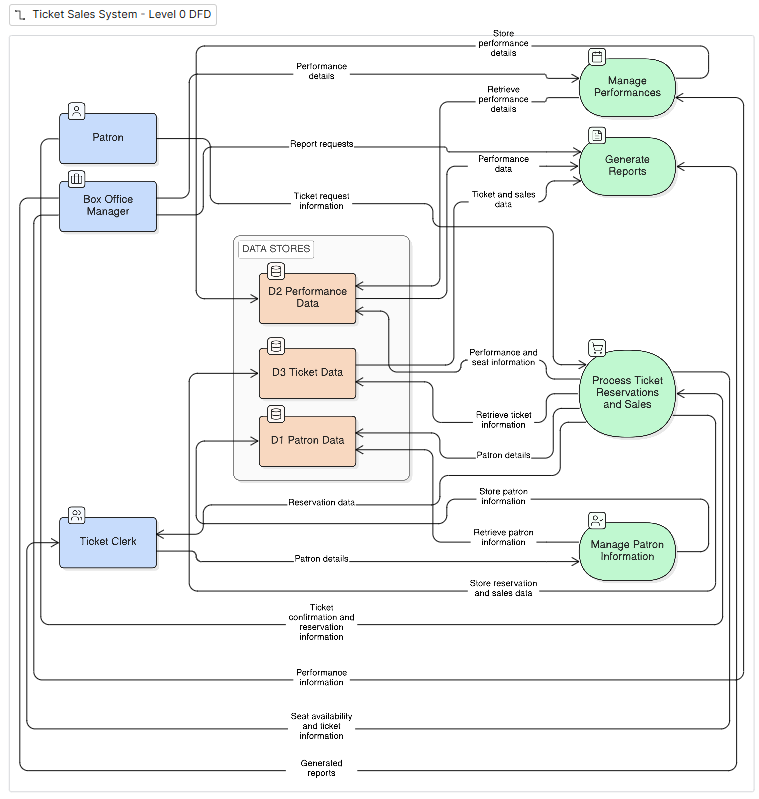 Ticket Sales System - Level 0 DFD
Store
performance
details
Performance
details
Manage
Performances
Retrieve
performance
details
Patron
Report requests
Generate
Reports
Performance
data
Box Office
Manager
Ticket request
information
Ticket and sales
data
DATA STORES
D2 Performance
Data
Performance and
seat information
D3 Ticket Data
Process Ticket
Reservations
and Sales
Retrieve ticket
information
D1 Patron Data
Patron details
Reservation data
Store patron
information
Ticket Clerk
Retrieve patron
information
Manage Patron
Information
Patron details
Store reservation
and sales data
Ticket
confirmation and
reservation
information
Performance
information
Seat availability
and ticket
information
Generated
reports